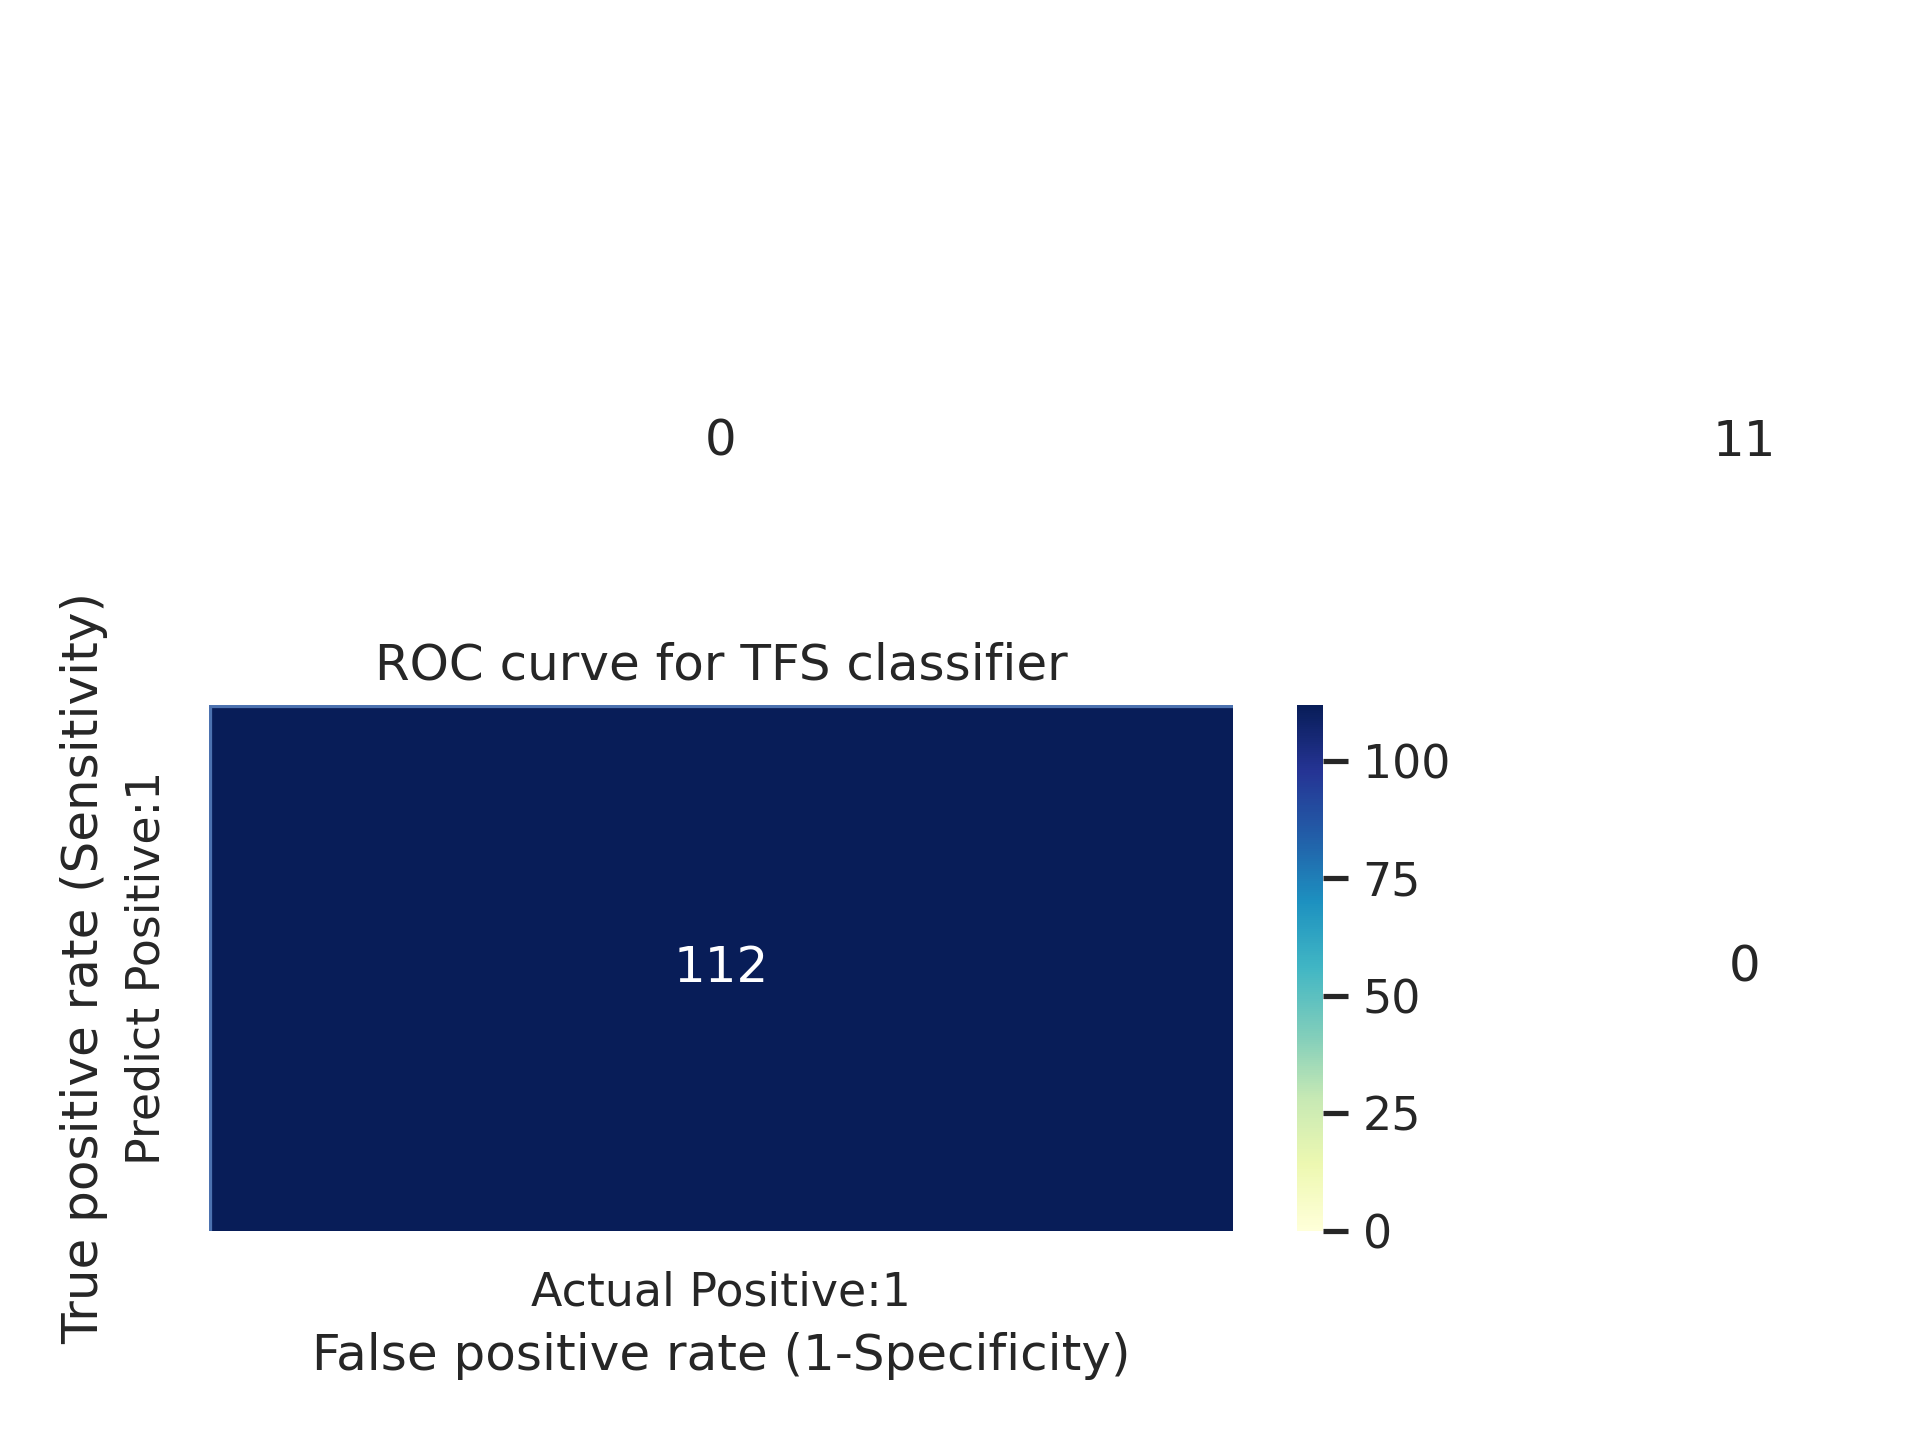 0
11
ROC curve for TFS classifier
True positive rate (Sensitivity)
Predict Positive:1
112
100
75
50
25
0
0
Actual Positive:1
False positive rate (1-Specificity)